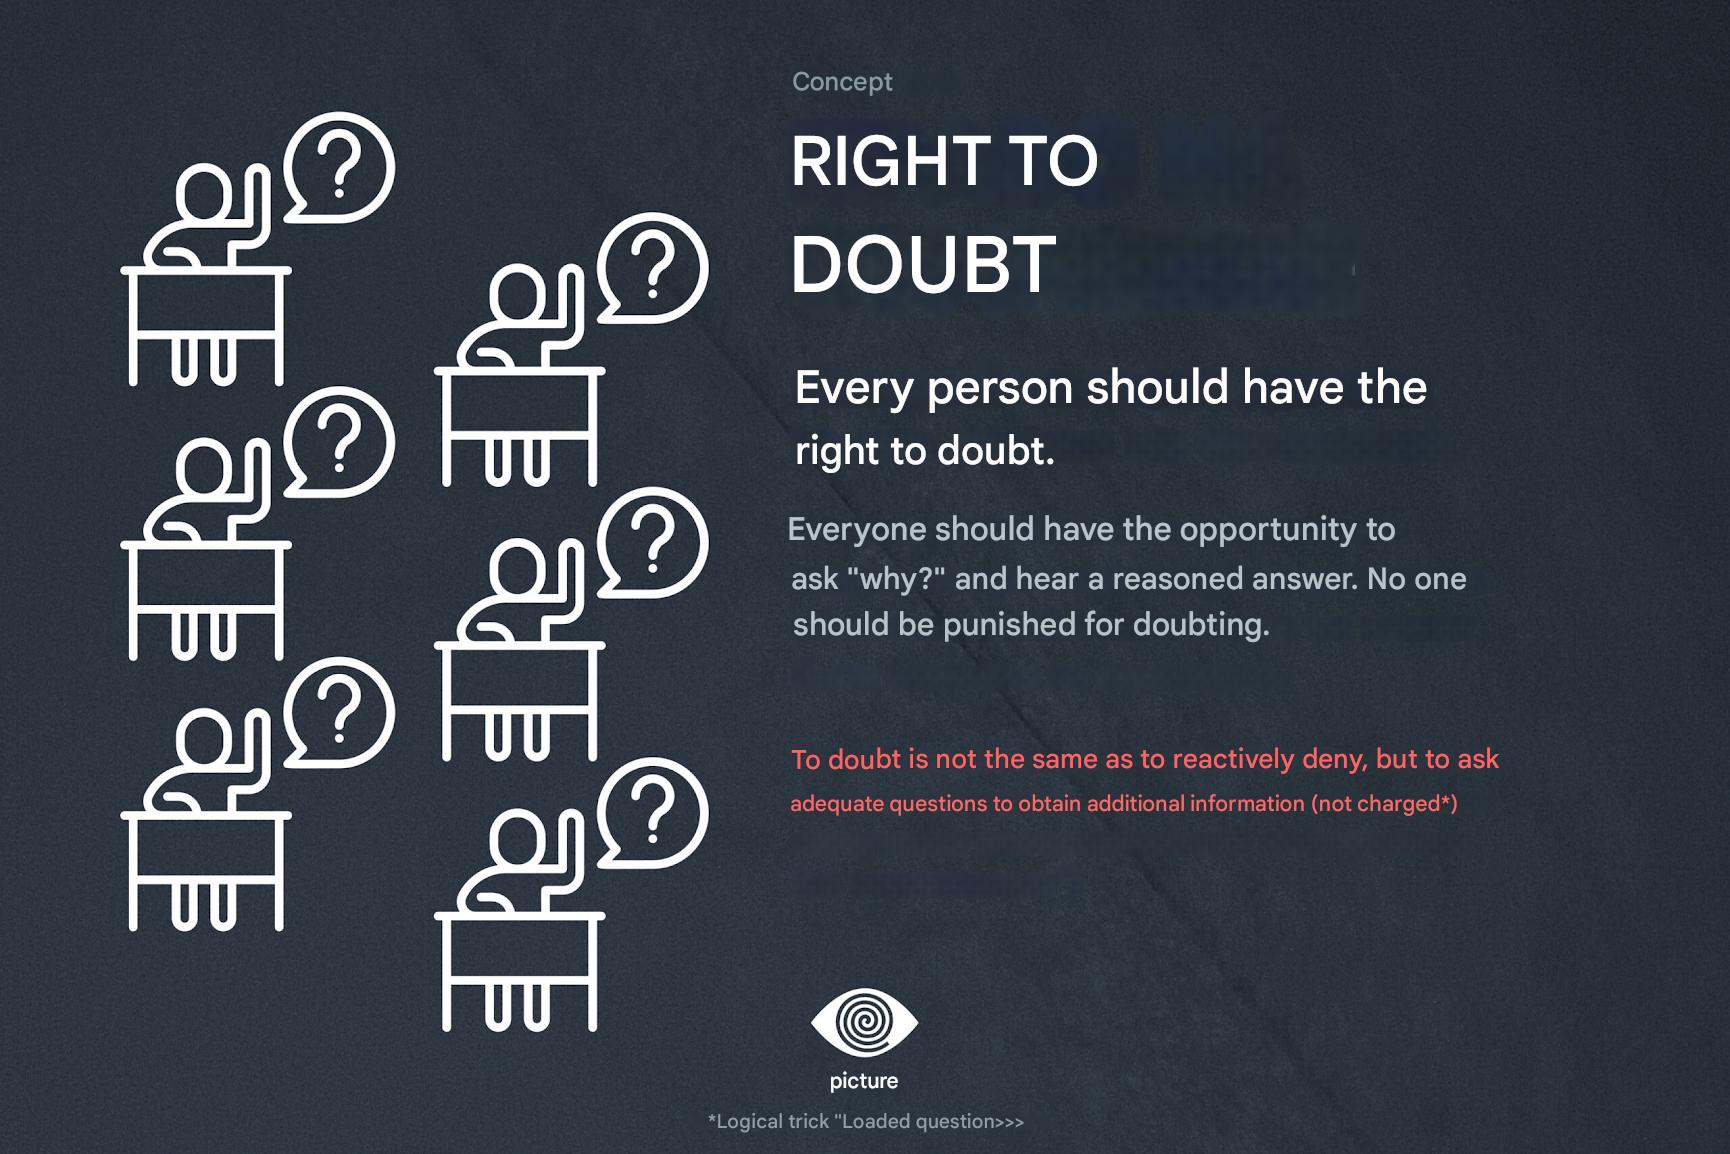 Concept
RIGHT TO
DOUBT
Every person should have the
right to doubt.
Everyone should have the opportunity to
ask "why?" and hear a reasoned answer. No one
should be punished for doubting.
To doubt is not the same as to reactively deny, but to ask
adequate questions to obtain additional information (not charged*)
picture
*Logical trick "Loaded question>>>
?
?
?
?
?
?